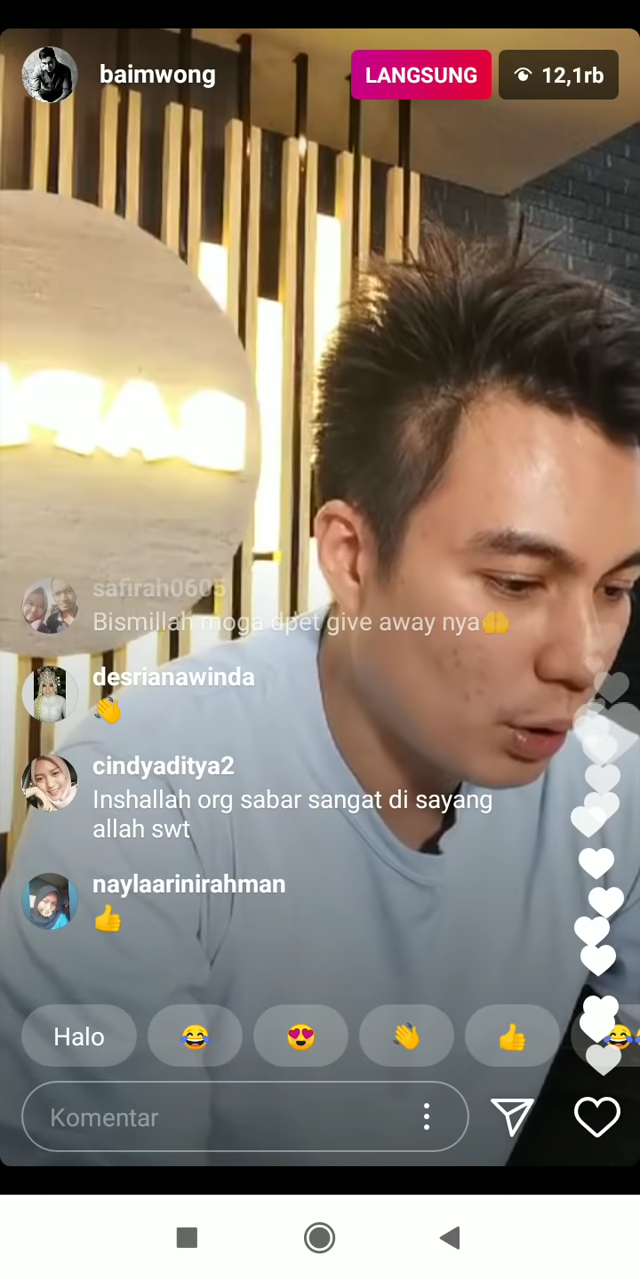 baimwong
LANGSUNG
12,1rb
safirah0605
Bismillah moga dpet give away nya🤲
desrianawinda
👋
cindyaditya2
Inshallah org sabar sangat di sayang
allah swt
naylaarinirahman
👍
Halo 😂 😍 👋 👍 😂
Komentar